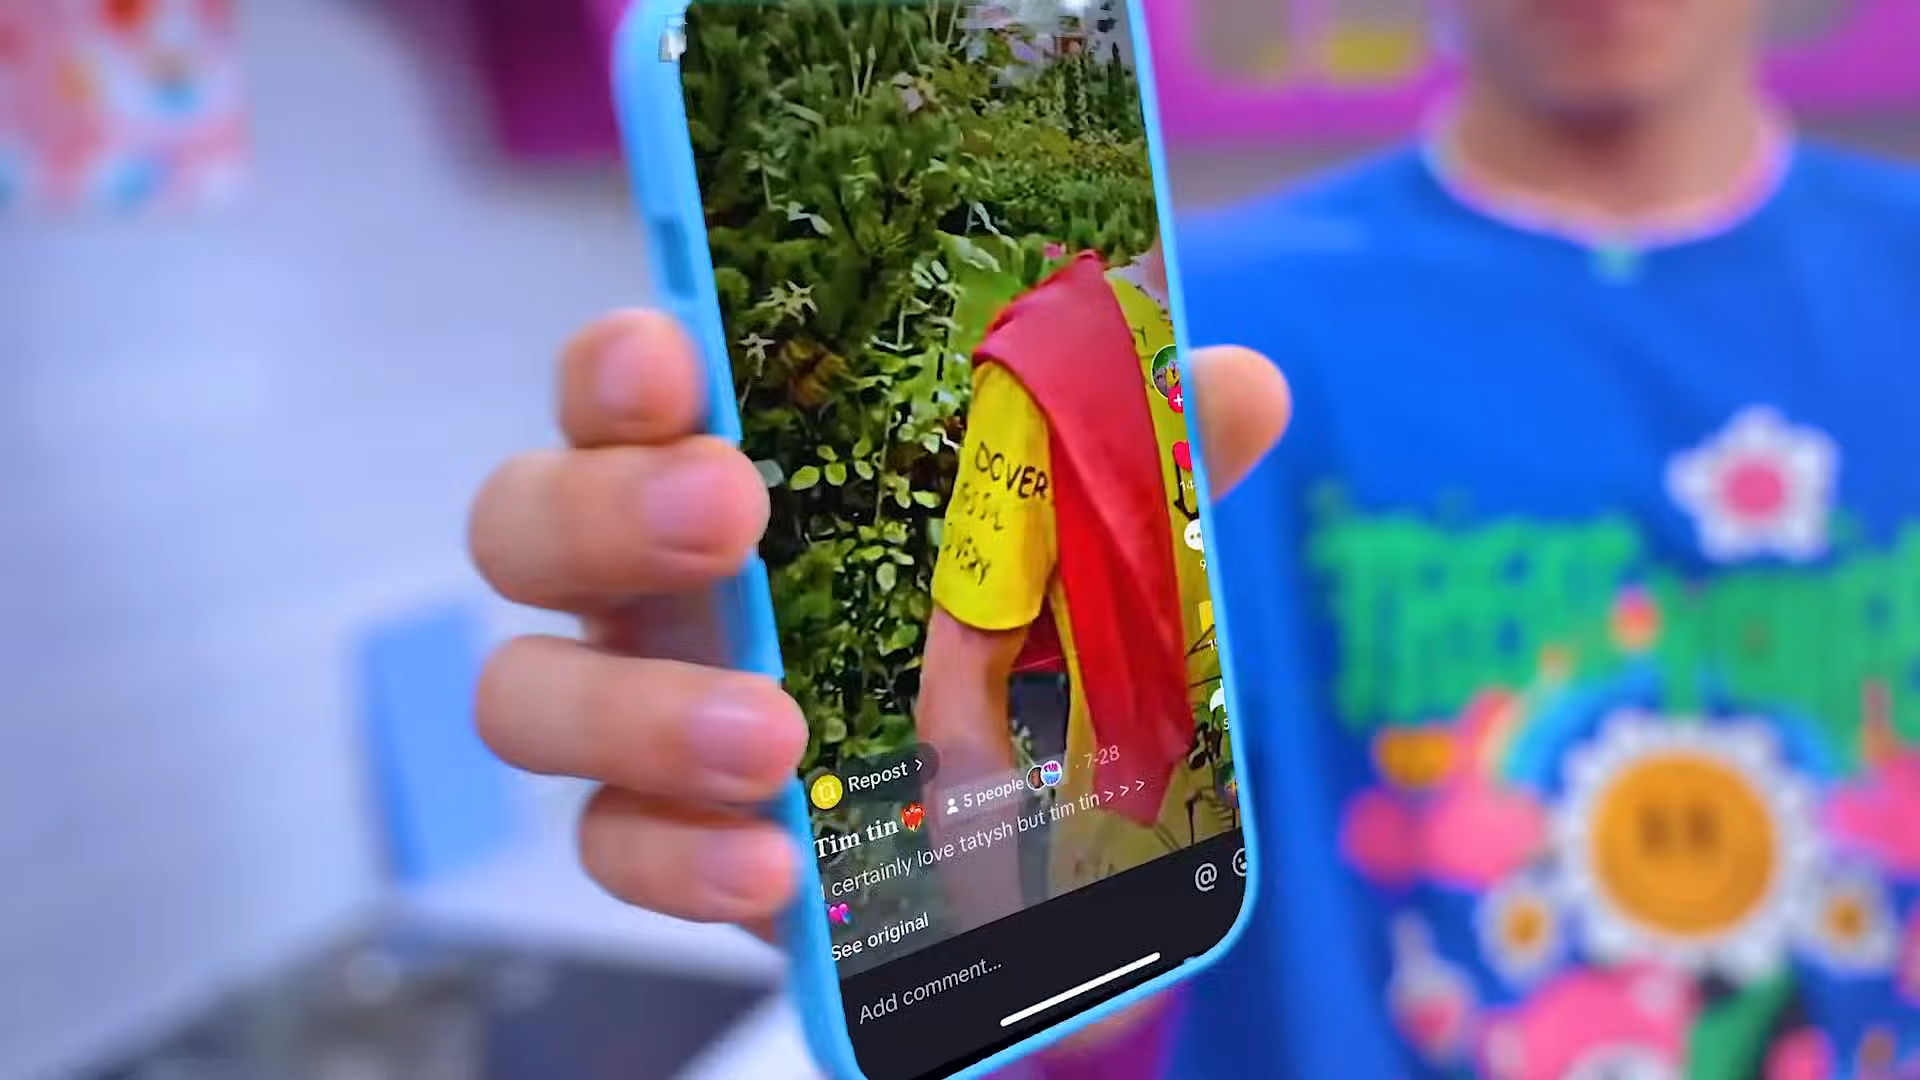 DOVER
Repost >
5 people
· 7-28
Tim tin❤️‍🔥
I certainly love tatysh but tim tin > > >
💘
See original
Add comment...
@